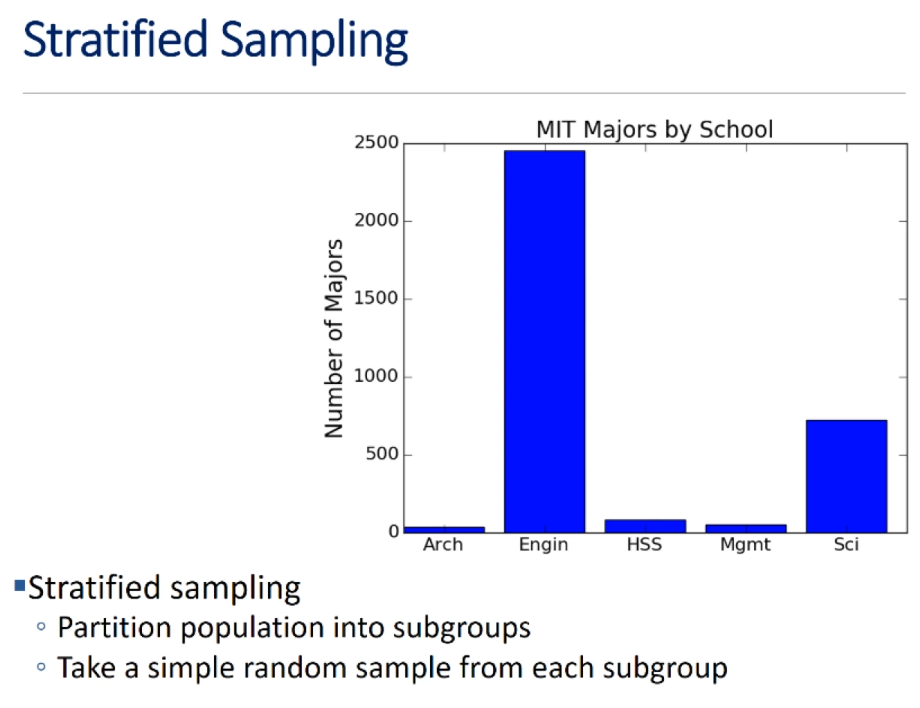 Stratified Sampling
MIT Majors by School
2500
2000
1500
1000
500
0
Number of Majors
Arch Engin HSS Mgmt Sci
▪Stratified sampling
◦ Partition population into subgroups
◦ Take a simple random sample from each subgroup